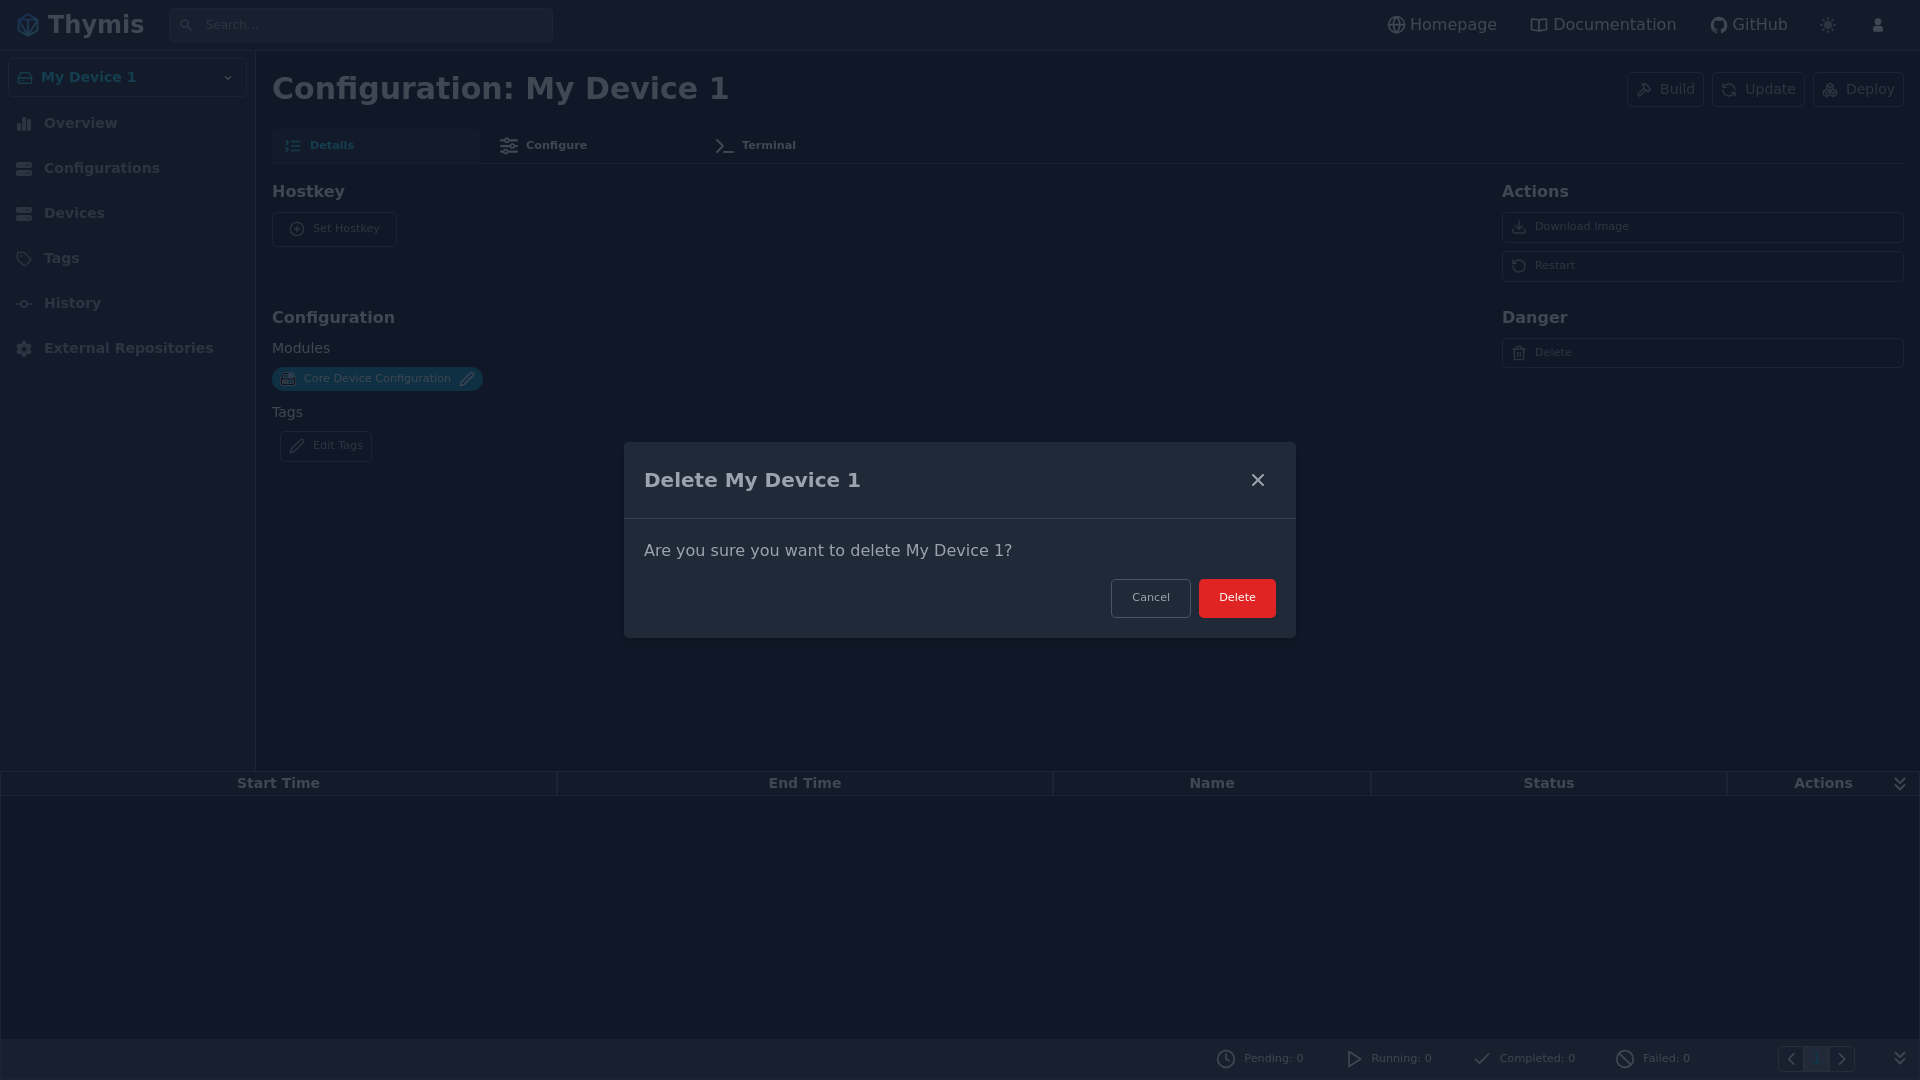 Thymis
Search...
Homepage
Documentation
GitHub
My Device 1
Overview
Configurations
Devices
Tags
History
External Repositories
Configuration: My Device 1
Build
Update
Deploy
Details
Configure
Terminal
Hostkey
Set Hostkey
Configuration
Modules
Core Device Configuration
Tags
Edit Tags
Actions
Download Image
Restart
Danger
Delete
Delete My Device 1
Are you sure you want to delete My Device 1?
Cancel
Delete
Start Time
End Time
Name
Status
Actions
Pending: 0
Running: 0
Completed: 0
Failed: 0